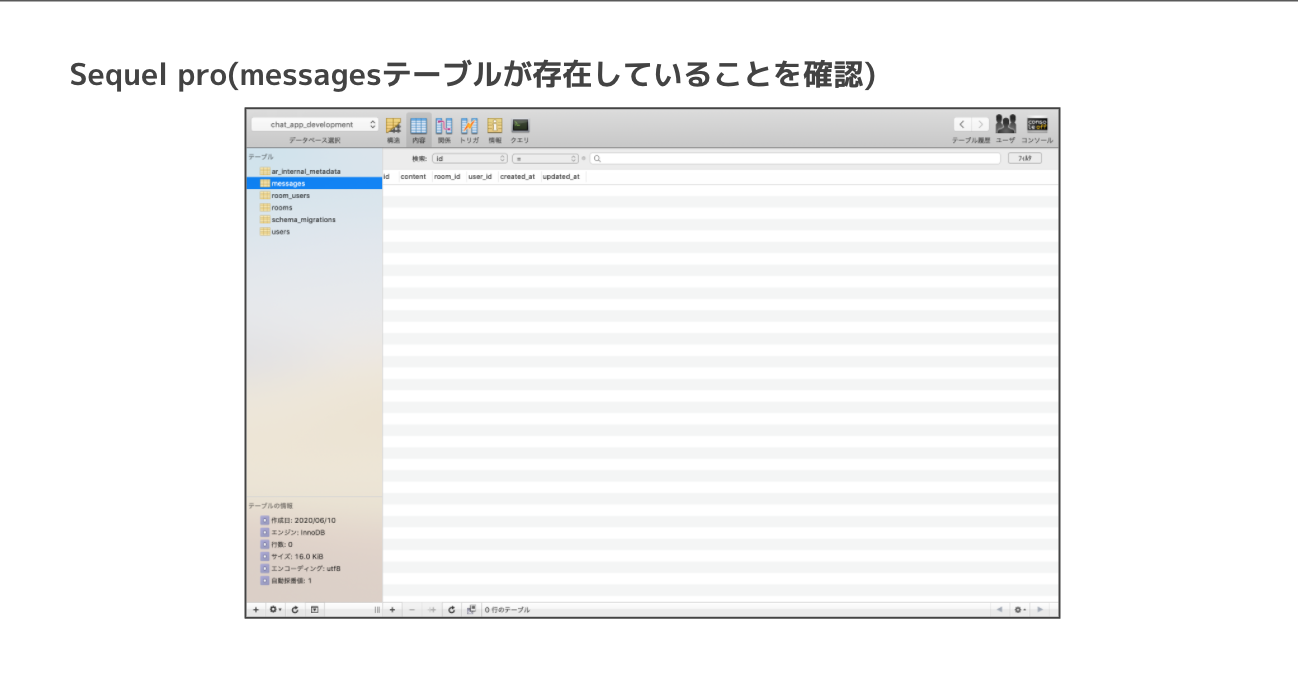 Sequel pro(messagesテーブルが存在していることを確認)
chat_app_development
データベース選択
構造 内容 関係 トリガ 情報 クエリ
テーブル履歴 ユーザ コンソール
conso
le off
テーブル
ar_internal_metadata
messages
room_users
rooms
schema_migrations
users
検索: id =
フィルタ
id content room_id user_id created_at updated_at
テーブルの情報
作成日: 2020/06/10
エンジン: InnoDB
行数: 0
サイズ: 16.0 KiB
エンコーディング: utf8
自動採番値: 1
0 行のテーブル